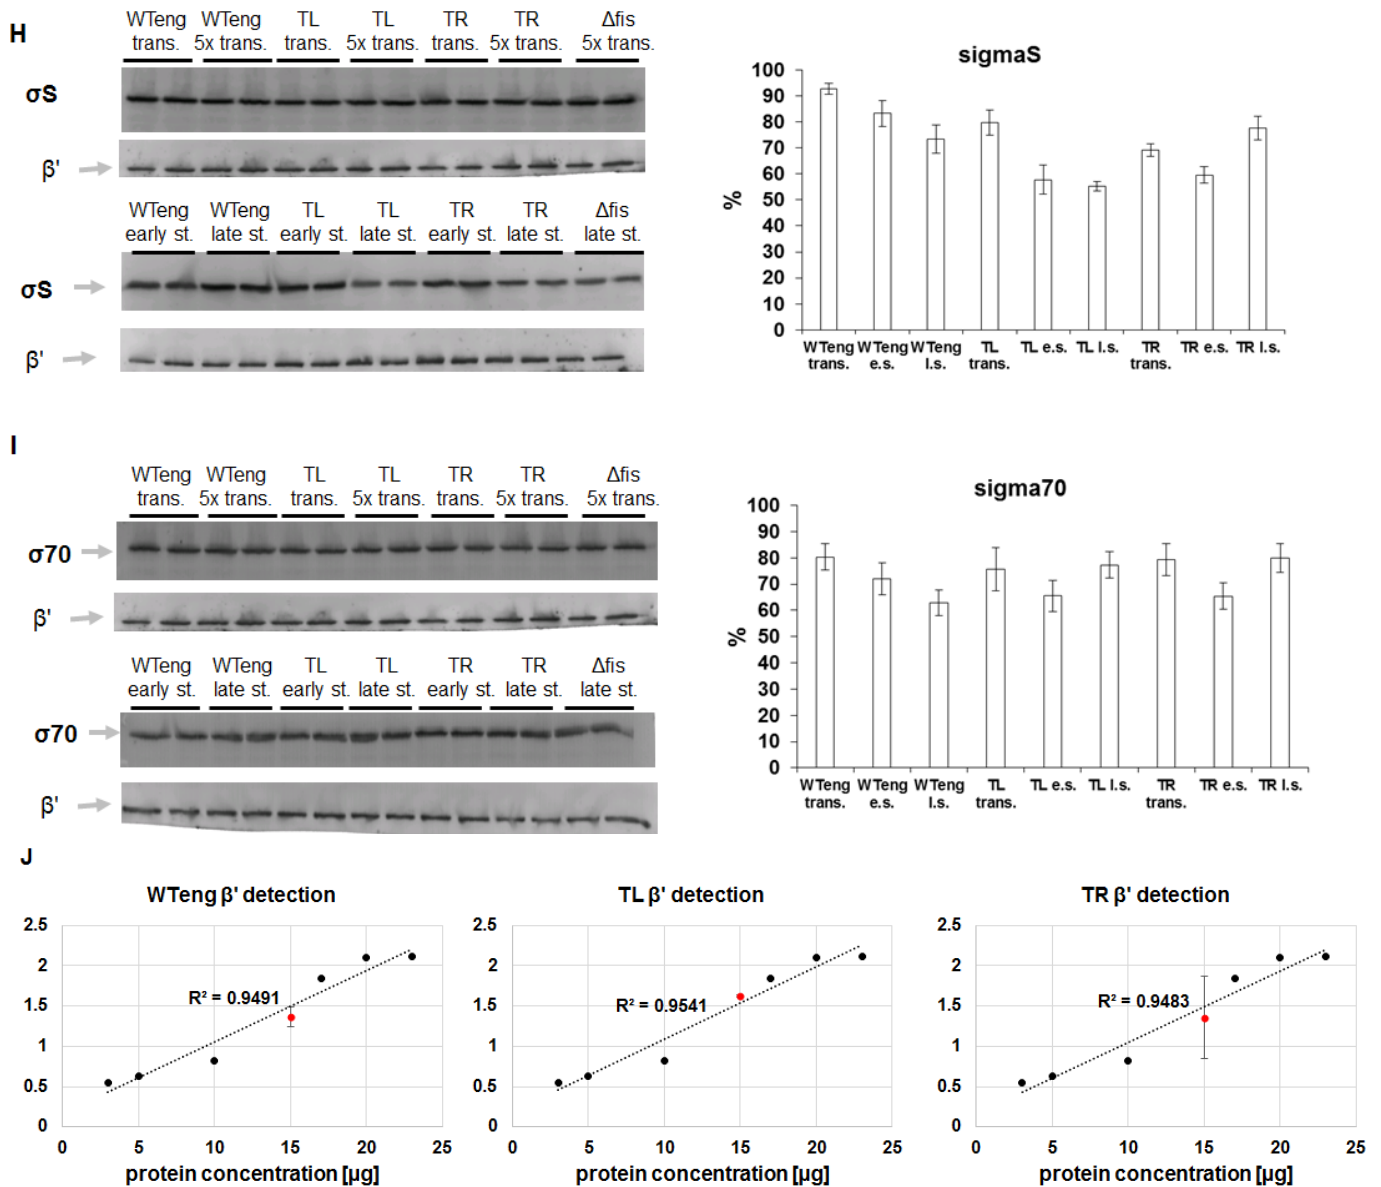 H
WTeng WTeng TL TL TR TR Δfis
trans. 5x trans. trans. 5x trans. trans. 5x trans. 5x trans.
σS
β'
WTeng WTeng TL TL TR TR Δfis
early st. late st. early st. late st. early st. late st. late st.
σS
β'
sigmaS
100
90
80
70
60
50
40
30
20
10
0
%
WTeng WTeng WTeng TL TL e.s. TL l.s. TR TR e.s. TR l.s.
trans. e.s. l.s. trans. trans.
I
WTeng WTeng TL TL TR TR Δfis
trans. 5x trans. trans. 5x trans. trans. 5x trans. 5x trans.
σ70
β'
WTeng WTeng TL TL TR TR Δfis
early st. late st. early st. late st. early st. late st. late st.
σ70
β'
sigma70
100
90
80
70
60
50
40
30
20
10
0
%
WTeng WTeng WTeng TL TL e.s. TL l.s. TR TR e.s. TR l.s.
trans. e.s. l.s. trans. trans.
J
WTeng β' detection
2.5
2
1.5
1
0.5
0
R² = 0.9491
0 5 10 15 20 25
protein concentration [µg]
TL β' detection
2.5
2
1.5
1
0.5
0
R² = 0.9541
0 5 10 15 20 25
protein concentration [µg]
TR β' detection
2.5
2
1.5
1
0.5
0
R² = 0.9483
0 5 10 15 20 25
protein concentration [µg]